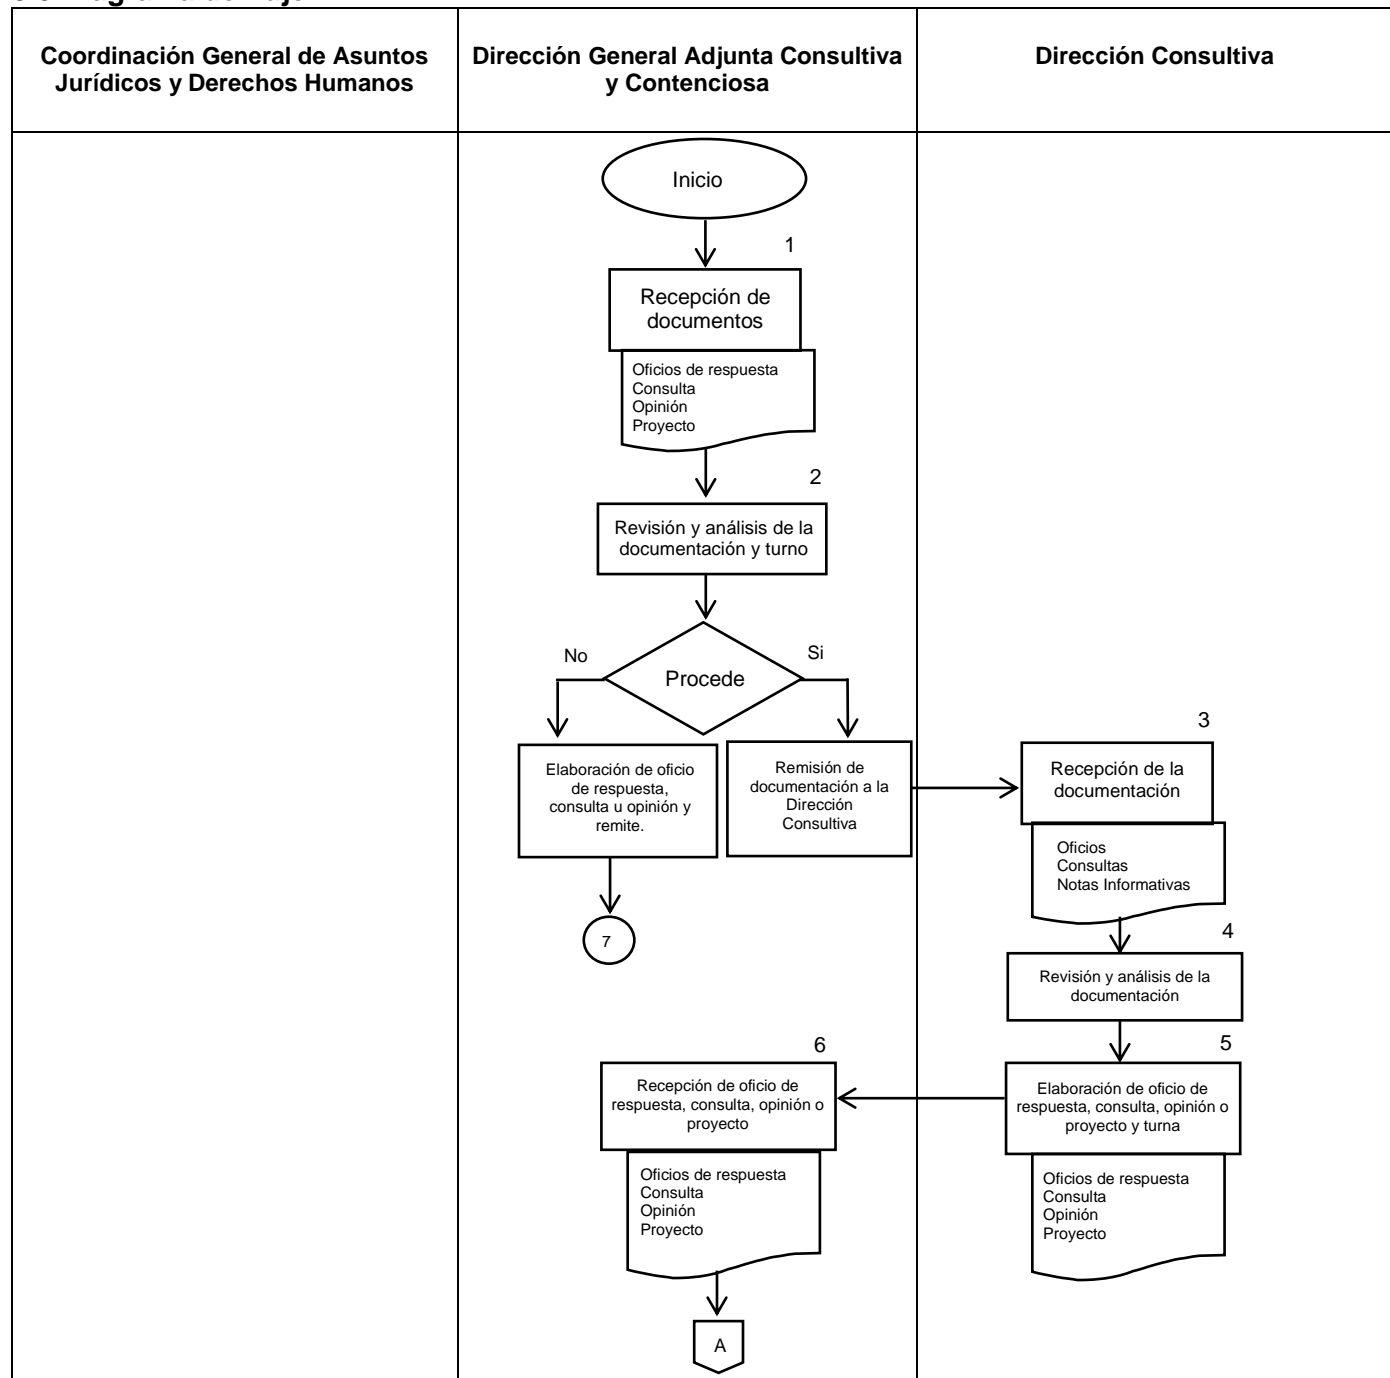 Coordinación General de Asuntos
Jurídicos y Derechos Humanos
Dirección General Adjunta Consultiva
y Contenciosa
Dirección Consultiva
Inicio
1
Recepción de
documentos
Oficios de respuesta
Consulta
Opinión
Proyecto
2
Revisión y análisis de la
documentación y turno
No
Procede
Si
Elaboración de oficio
de respuesta,
consulta u opinión y
remite.
7
Remisión de
documentación a la
Dirección
Consultiva
3
Recepción de la
documentación
Oficios
Consultas
Notas Informativas
4
Revisión y análisis de la
documentación
5
Elaboración de oficio de
respuesta, consulta, opinión o
proyecto y turna
Oficios de respuesta
Consulta
Opinión
Proyecto
6
Recepción de oficio de
respuesta, consulta, opinión o
proyecto
Oficios de respuesta
Consulta
Opinión
Proyecto
A